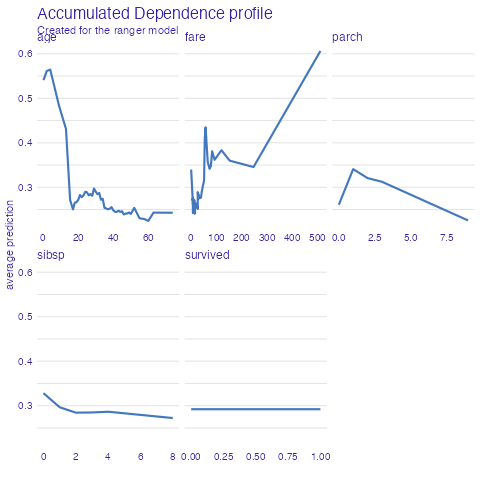 Accumulated Dependence profile
Created for the ranger model
age fare parch
0.6
0.5
0.4
0.3
0 20 40 60 0 100 200 300 400 500 0.0 2.5 5.0 7.5
average prediction
sibsp survived
0.6
0.5
0.4
0.3
0 2 4 6 8 0.00 0.25 0.50 0.75 1.00